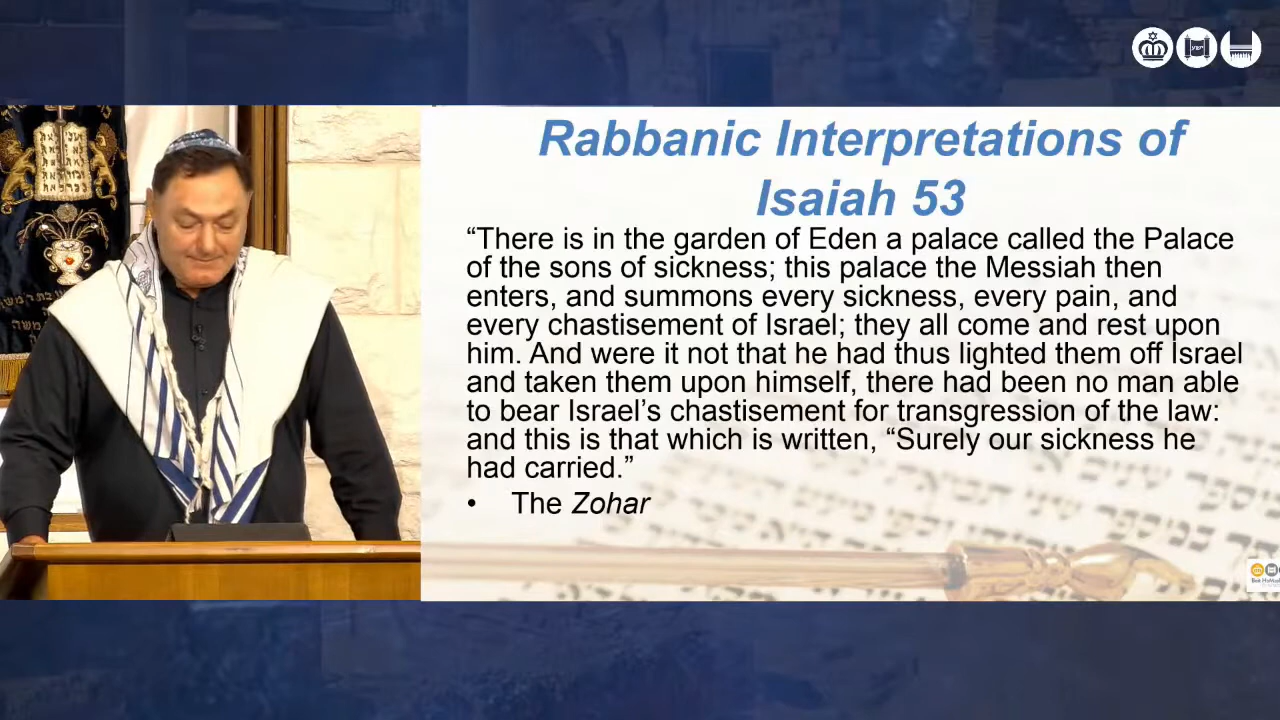 Rabbanic Interpretations of
Isaiah 53
“There is in the garden of Eden a palace called the Palace
of the sons of sickness; this palace the Messiah then
enters, and summons every sickness, every pain, and
every chastisement of Israel; they all come and rest upon
him. And were it not that he had thus lighted them off Israel
and taken them upon himself, there had been no man able
to bear Israel’s chastisement for transgression of the law:
and this is that which is written, “Surely our sickness he
had carried.”
• The Zohar